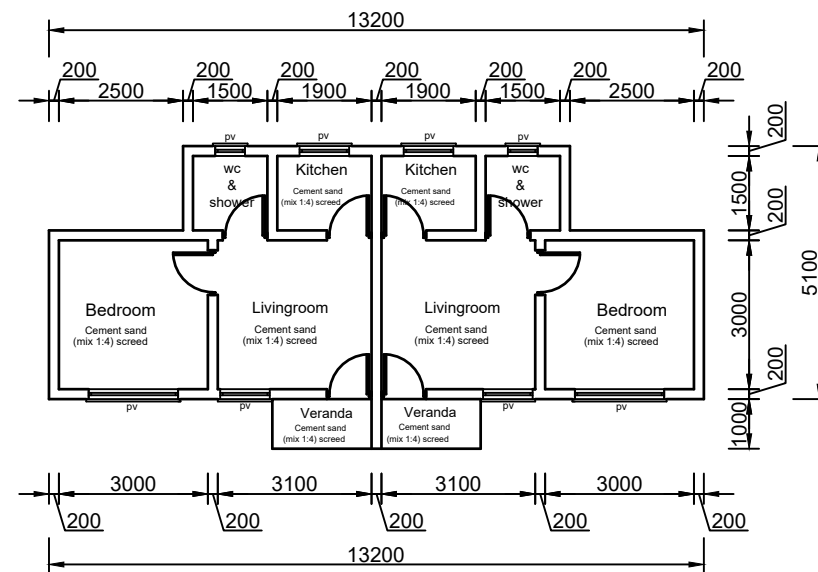 13200
200 200 200 200 200 200 200
2500 1500 1900 1900 1500 2500
pv pv pv pv
wc
&
shower
Kitchen
Cement sand
(mix 1:4) screed
Kitchen
Cement sand
(mix 1:4) screed
wc
&
shower
200
1500
200
3000
200
1000
5100
Bedroom
Cement sand
(mix 1:4) screed
Livingroom
Cement sand
(mix 1:4) screed
Livingroom
Cement sand
(mix 1:4) screed
Bedroom
Cement sand
(mix 1:4) screed
pv pv pv pv
Veranda
Cement sand
(mix 1:4) screed
Veranda
Cement sand
(mix 1:4) screed
3000 3100 3100 3000
200 200 200 200 200
13200